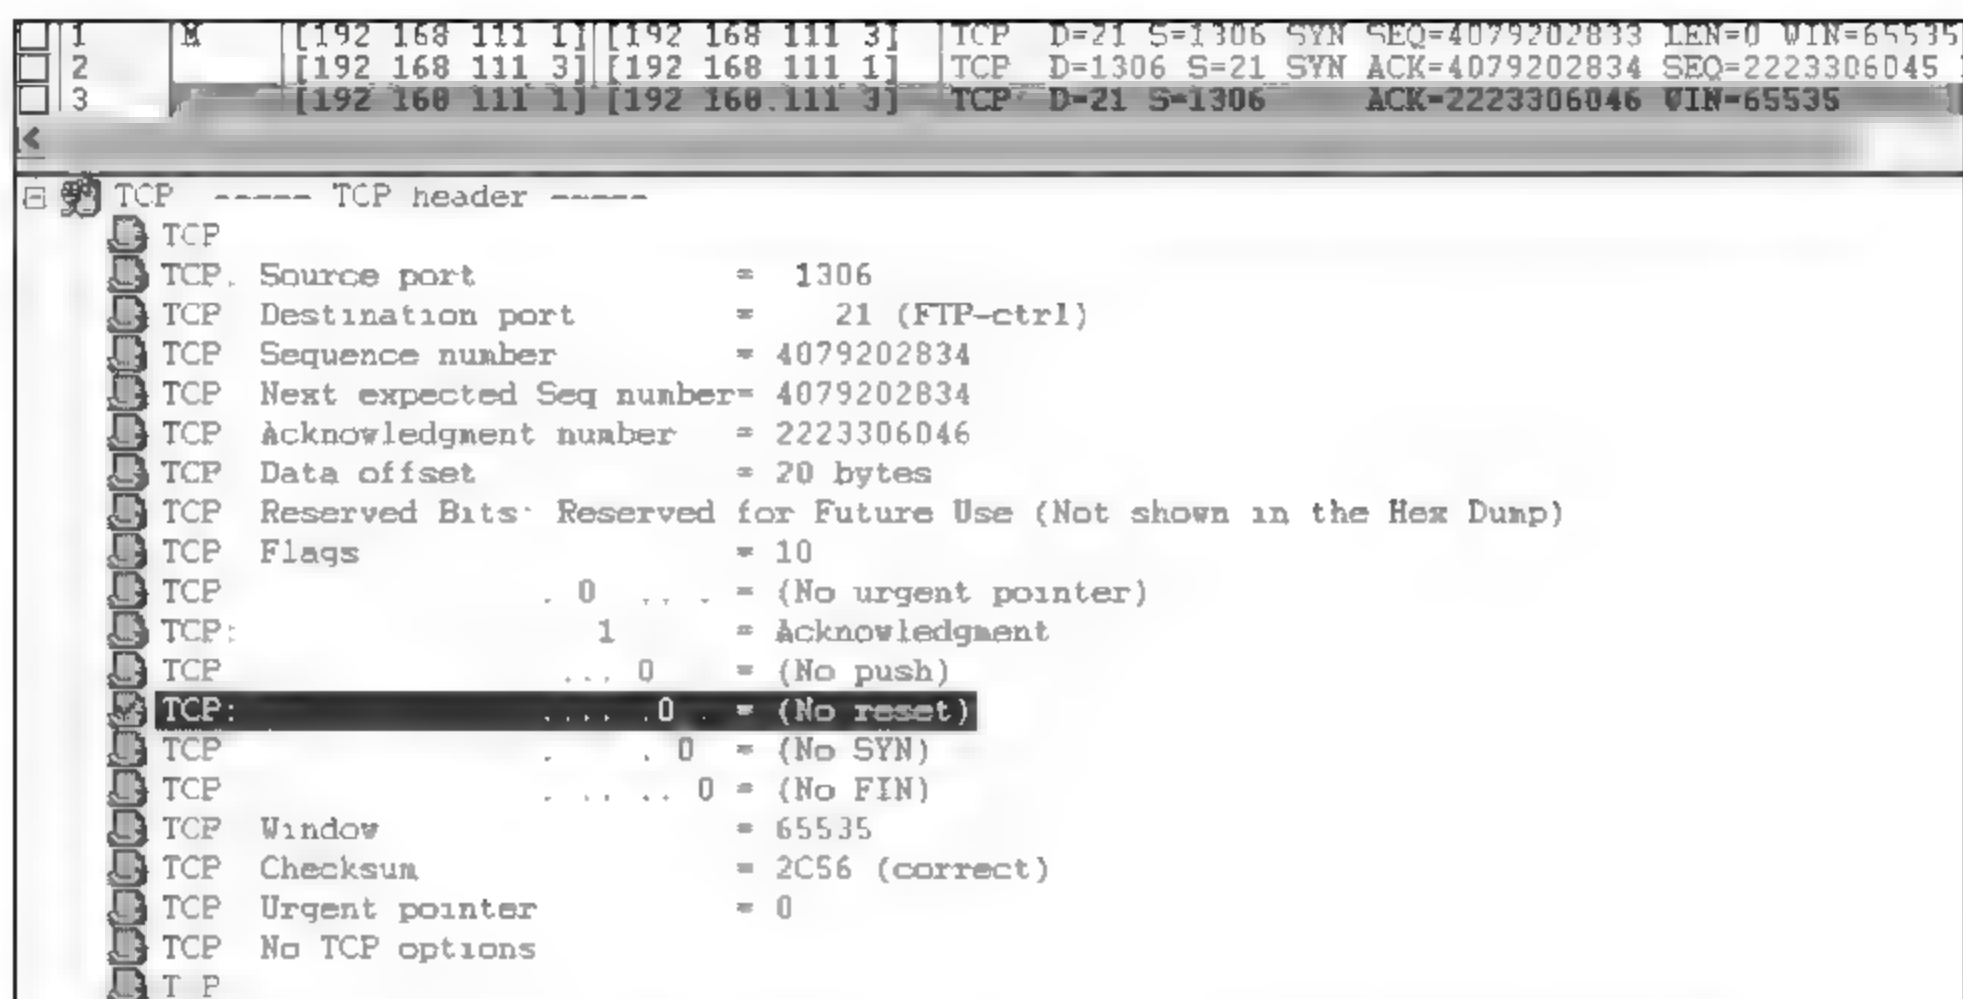 1 M [192 168 111 1] [192 168 111 3] TCP D=21 S=1306 SYN SEQ=4079202833 LEN=0 WIN=65535
2 [192 168 111 3] [192 168 111 1] TCP D=1306 S=21 SYN ACK=4079202834 SEQ=2223306045
3 [192 168 111 1] [192 168.111 3] TCP D=21 S=1306 ACK=2223306046 WIN=65535
TCP ----- TCP header -----
TCP
TCP. Source port = 1306
TCP Destination port = 21 (FTP-ctrl)
TCP Sequence number = 4079202834
TCP Next expected Seq number= 4079202834
TCP Acknowledgment number = 2223306046
TCP Data offset = 20 bytes
TCP Reserved Bits· Reserved for Future Use (Not shown in the Hex Dump)
TCP Flags = 10
TCP . 0 .. . = (No urgent pointer)
TCP: 1 = Acknowledgment
TCP ... 0 = (No push)
TCP: .... .0 . = (No reset)
TCP . . 0 = (No SYN)
TCP . .. .. 0 = (No FIN)
TCP Window = 65535
TCP Checksum = 2C56 (correct)
TCP Urgent pointer = 0
TCP No TCP options
T P